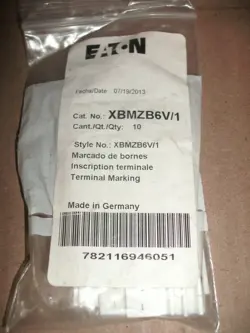 EATON
Fecha/Date: 07/19/2013
Cat. No.: XBMZB6V/1
Cant./Qt./Qty: 10
Style No.: XBMZB6V/1
Marcado de bornes
Inscription terminale
Terminal Marking
Made in Germany
782116946051